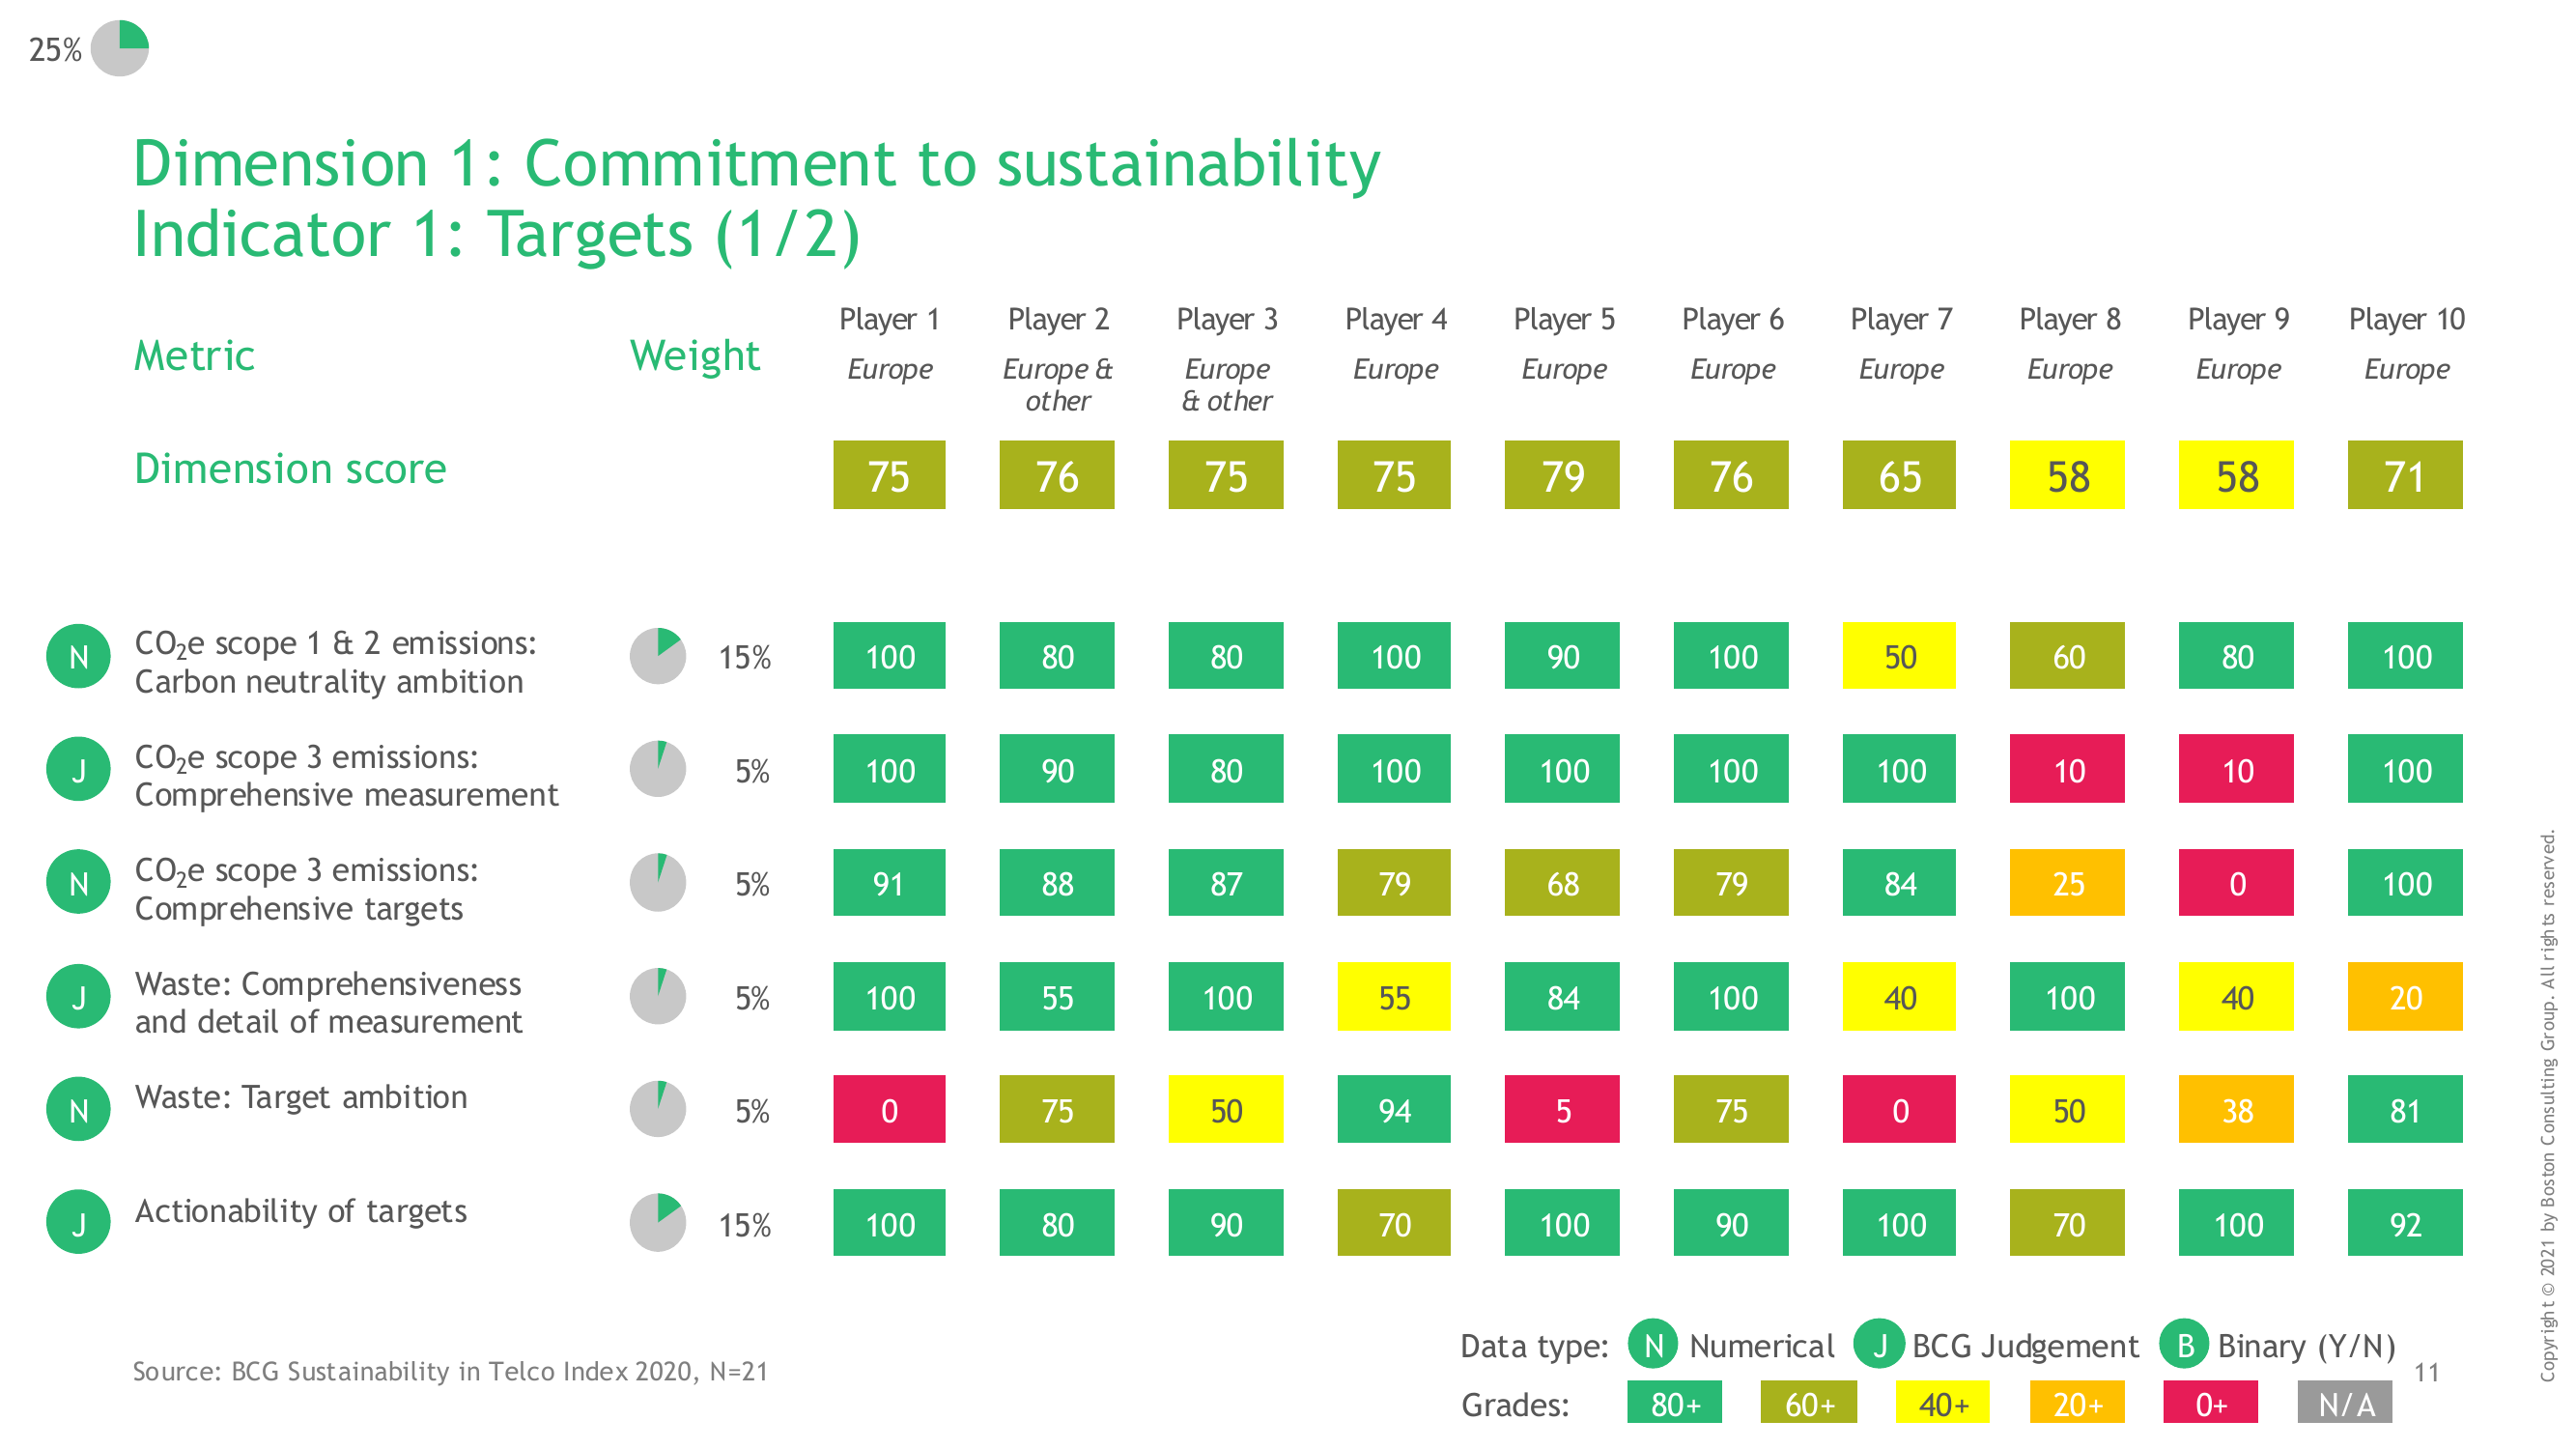 25%
Dimension 1: Commitment to sustainability
Indicator 1: Targets (1/2)
Metric Weight
Player 1 Player 2 Player 3 Player 4 Player 5 Player 6 Player 7 Player 8 Player 9 Player 10
Europe Europe & Europe Europe Europe Europe Europe Europe Europe Europe
other & other
Dimension score 75 76 75 75 79 76 65 58 58 71
N CO₂e scope 1 & 2 emissions:
Carbon neutrality ambition
15% 100 80 80 100 90 100 50 60 80 100
J CO₂e scope 3 emissions:
Comprehensive measurement
5% 100 90 80 100 100 100 100 10 10 100
N CO₂e scope 3 emissions:
Comprehensive targets
5% 91 88 87 79 68 79 84 25 0 100
J Waste: Comprehensiveness
and detail of measurement
5% 100 55 100 55 84 100 40 100 40 20
N Waste: Target ambition
5% 0 75 50 94 5 75 0 50 38 81
J Actionability of targets
15% 100 80 90 70 100 90 100 70 100 92
Data type: N Numerical J BCG Judgement B Binary (Y/N)
Grades: 80+ 60+ 40+ 20+ 0+ N/A
Source: BCG Sustainability in Telco Index 2020, N=21
11
Copyright © 2021 by Boston Consulting Group. All rights reserved.